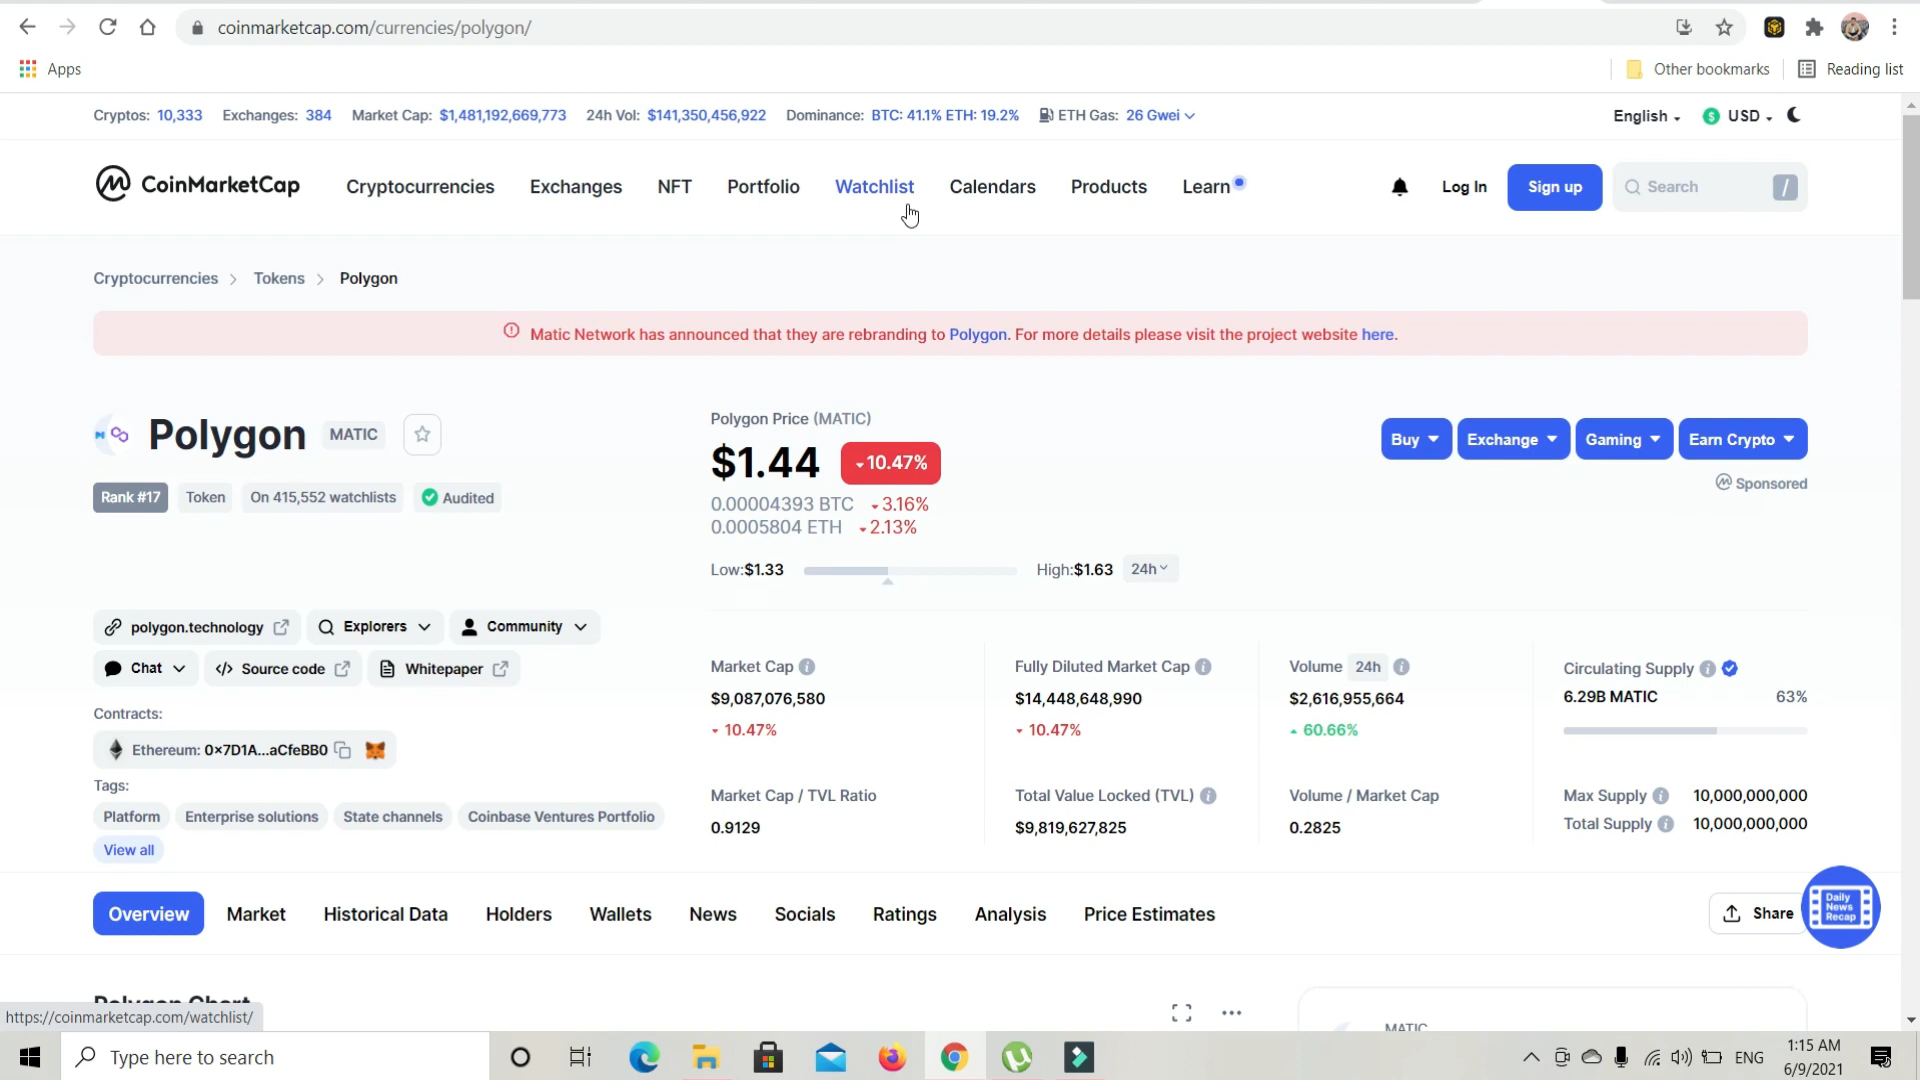 coinmarketcap.com/currencies/polygon/
Apps
Other bookmarks
Reading list
Cryptos: 10,333 Exchanges: 384 Market Cap: $1,481,192,669,773 24h Vol: $141,350,456,922 Dominance: BTC: 41.1% ETH: 19.2% ETH Gas: 26 Gwei
English USD
CoinMarketCap
Cryptocurrencies Exchanges NFT Portfolio Watchlist Calendars Products Learn
Log In Sign up Search /
Cryptocurrencies > Tokens > Polygon
Matic Network has announced that they are rebranding to Polygon. For more details please visit the project website here.
Polygon MATIC
Rank #17 Token On 415,552 watchlists Audited
Polygon Price (MATIC)
$1.44 10.47%
0.00004393 BTC 3.16%
0.0005804 ETH 2.13%
Low:$1.33 High:$1.63 24h
Buy Exchange Gaming Earn Crypto
Sponsored
polygon.technology Explorers Community
Chat </> Source code Whitepaper
Contracts:
Ethereum: 0x7D1A...aCfeBB0
Tags:
Platform Enterprise solutions State channels Coinbase Ventures Portfolio
View all
Market Cap
$9,087,076,580
10.47%
Fully Diluted Market Cap
$14,448,648,990
10.47%
Volume 24h
$2,616,955,664
60.66%
Circulating Supply
6.29B MATIC 63%
Market Cap / TVL Ratio
0.9129
Total Value Locked (TVL)
$9,819,627,825
Volume / Market Cap
0.2825
Max Supply 10,000,000,000
Total Supply 10,000,000,000
Overview Market Historical Data Holders Wallets News Socials Ratings Analysis Price Estimates
Share
Daily
News
Recap
Polygon Chart
MATIC
https://coinmarketcap.com/watchlist/
Type here to search
ENG
1:15 AM
6/9/2021